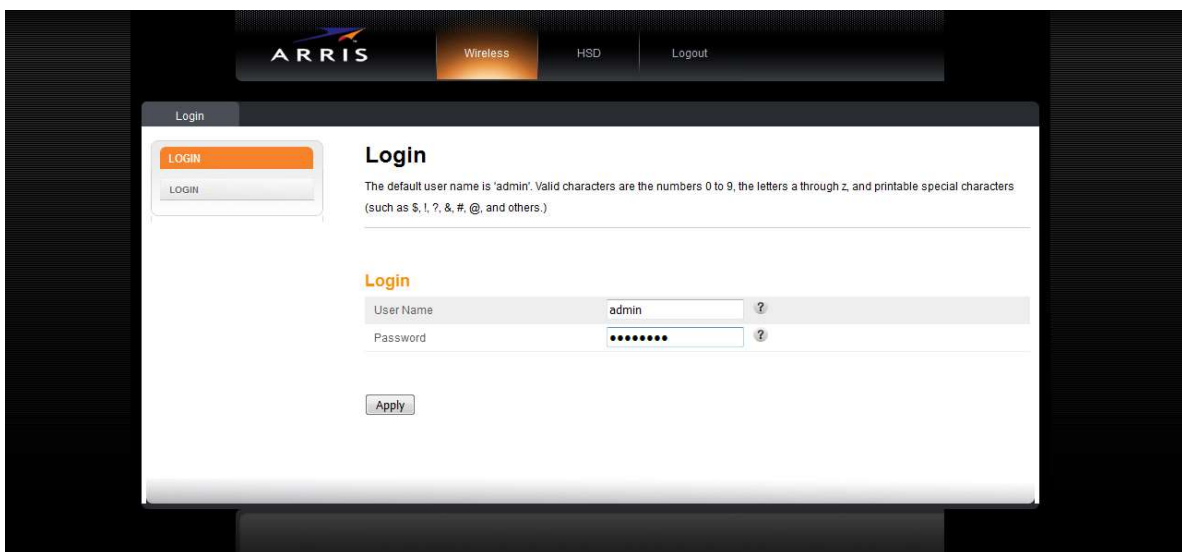 ARRIS
Wireless HSD Logout
Login
LOGIN
LOGIN
Login
The default user name is 'admin'. Valid characters are the numbers 0 to 9, the letters a through z, and printable special characters
(such as $, !, ?, &, #, @, and others.)
Login
User Name admin ?
Password •••••••• ?
Apply